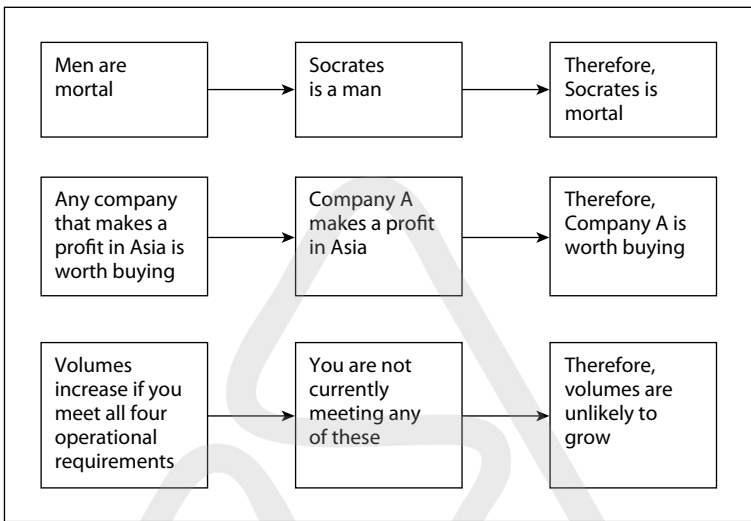 Men are
mortal
Socrates
is a man
Therefore,
Socrates is
mortal
Any company
that makes a
profit in Asia is
worth buying
Company A
makes a profit
in Asia
Therefore,
Company A is
worth buying
Volumes
increase if you
meet all four
operational
requirements
You are not
currently
meeting any
of these
Therefore,
volumes are
unlikely to
grow